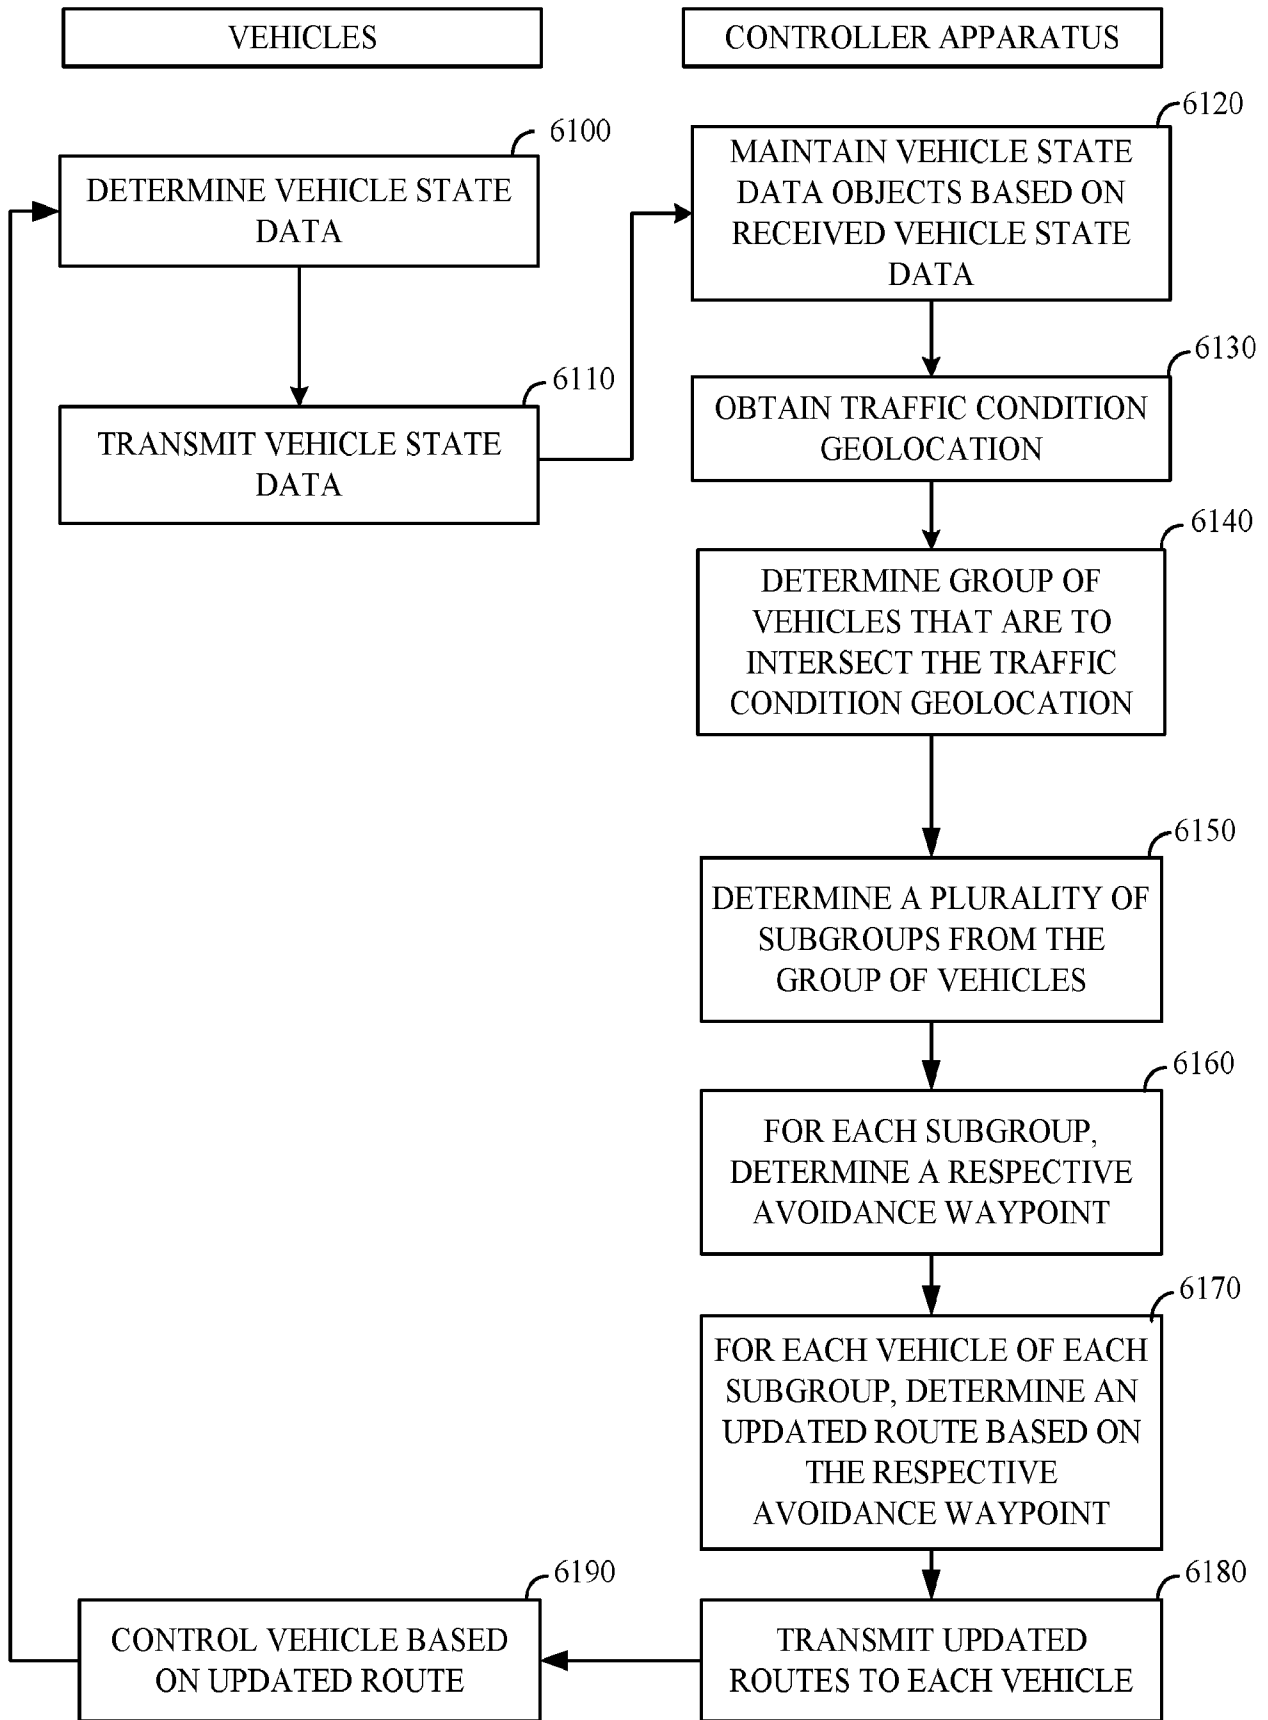 VEHICLES
CONTROLLER APPARATUS
6100
DETERMINE VEHICLE STATE
DATA
6110
TRANSMIT VEHICLE STATE
DATA
6120
MAINTAIN VEHICLE STATE
DATA OBJECTS BASED ON
RECEIVED VEHICLE STATE
DATA
6130
OBTAIN TRAFFIC CONDITION
GEOLOCATION
6140
DETERMINE GROUP OF
VEHICLES THAT ARE TO
INTERSECT THE TRAFFIC
CONDITION GEOLOCATION
6150
DETERMINE A PLURALITY OF
SUBGROUPS FROM THE
GROUP OF VEHICLES
6160
FOR EACH SUBGROUP,
DETERMINE A RESPECTIVE
AVOIDANCE WAYPOINT
6170
FOR EACH VEHICLE OF EACH
SUBGROUP, DETERMINE AN
UPDATED ROUTE BASED ON
THE RESPECTIVE
AVOIDANCE WAYPOINT
6180
TRANSMIT UPDATED
ROUTES TO EACH VEHICLE
6190
CONTROL VEHICLE BASED
ON UPDATED ROUTE